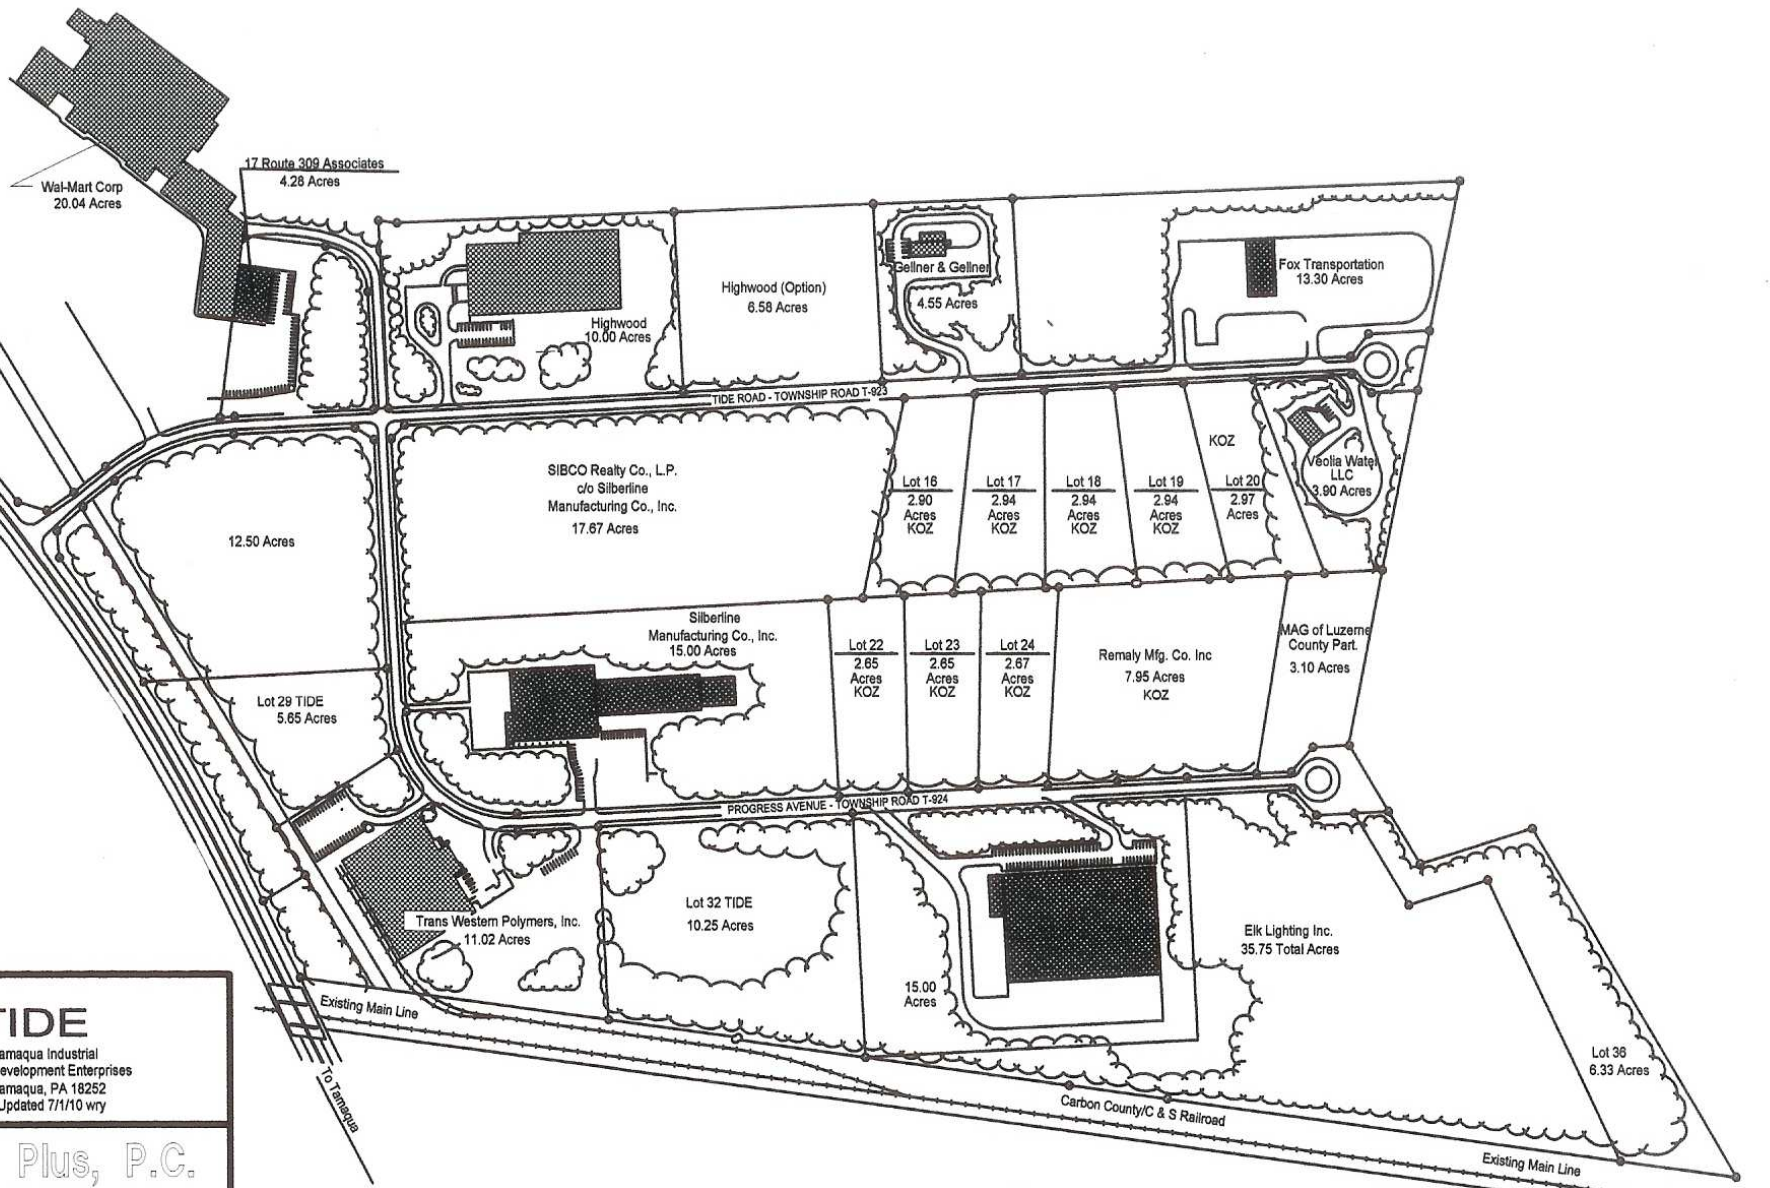 17 Route 309 Associates
4.28 Acres
Wal-Mart Corp
20.04 Acres
Highwood
10.00 Acres
Highwood (Option)
6.58 Acres
Gellner & Gellner
4.55 Acres
Fox Transportation
13.30 Acres
TIDE ROAD - TOWNSHIP ROAD T-923
12.50 Acres
SIBCO Realty Co., L.P.
c/o Silberline
Manufacturing Co., Inc.
17.67 Acres
Lot 16
2.90
Acres
KOZ
Lot 17
2.94
Acres
KOZ
Lot 18
2.94
Acres
KOZ
Lot 19
2.94
Acres
KOZ
KOZ
Lot 20
2.97
Acres
Veolia Water
LLC
3.90 Acres
Lot 29 TIDE
5.65 Acres
Silberline
Manufacturing Co., Inc.
15.00 Acres
Lot 22
2.65
Acres
KOZ
Lot 23
2.65
Acres
KOZ
Lot 24
2.67
Acres
KOZ
Remaly Mfg. Co. Inc
7.95 Acres
KOZ
MAG of Luzerne
County Part.
3.10 Acres
PROGRESS AVENUE - TOWNSHIP ROAD T-924
Trans Western Polymers, Inc.
11.02 Acres
Lot 32 TIDE
10.25 Acres
15.00
Acres
Elk Lighting Inc.
35.75 Total Acres
Lot 36
6.33 Acres
Existing Main Line
To Tamaqua
Carbon County/C & S Railroad
Existing Main Line
TIDE
amaqua Industrial
evelopment Enterprises
amaqua, PA 18252
Updated 7/1/10 wry
Plus, P.C.